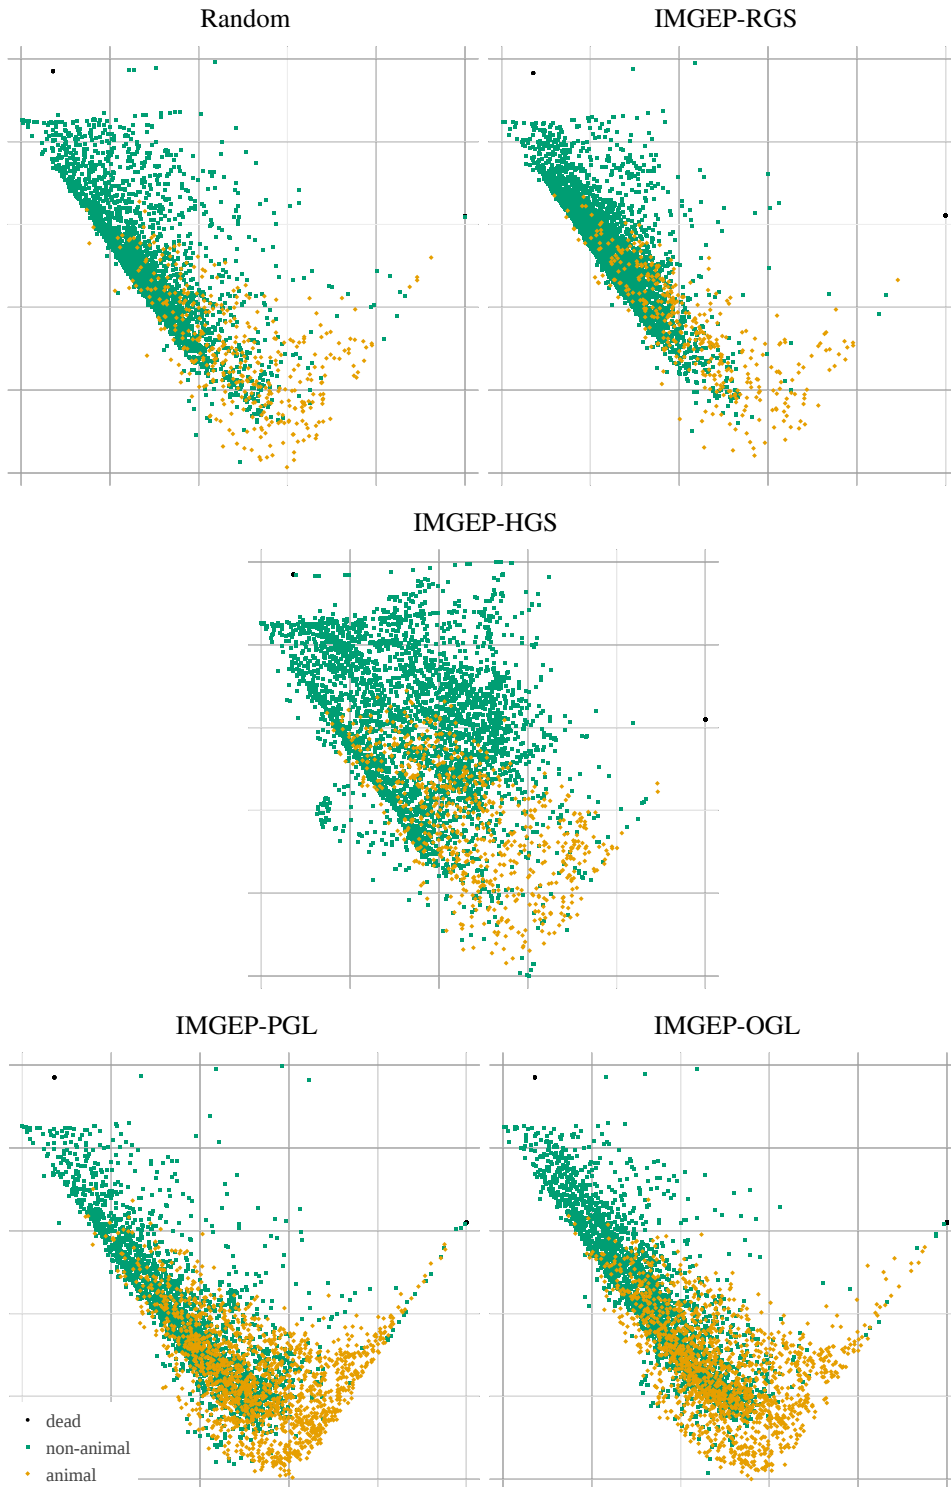 Random
IMGEP-RGS
IMGEP-HGS
IMGEP-PGL
IMGEP-OGL
dead
non-animal
animal